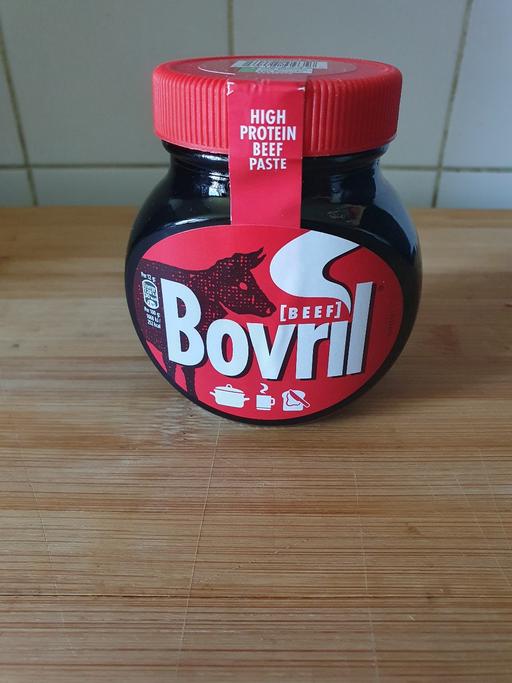 HIGH
PROTEIN
BEEF
PASTE
[BEEF]
Bovril